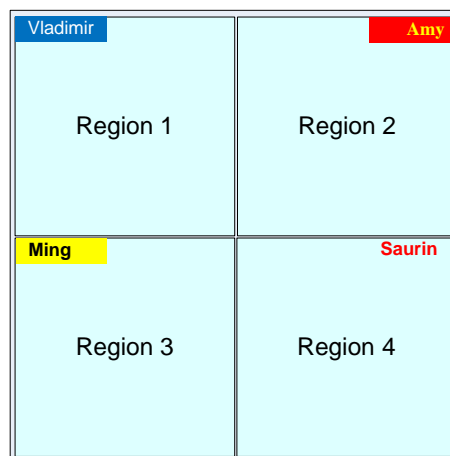 Vladimir
Amy
Region 1
Region 2
Ming
Saurin
Region 3
Region 4